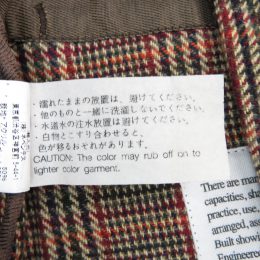 ・濡れたままの放置は、避けてください。
・他のものと一緒に洗濯しないでください。
・水道水の注水放置は、避けてください。
・白物とこすり合わせると、
色が移るおそれがあります。
CAUTION: The color may rub off on to
lighter color garment.
There are man
capacities, sha
practice, use,
arranged, ass
Built showi
Engineered